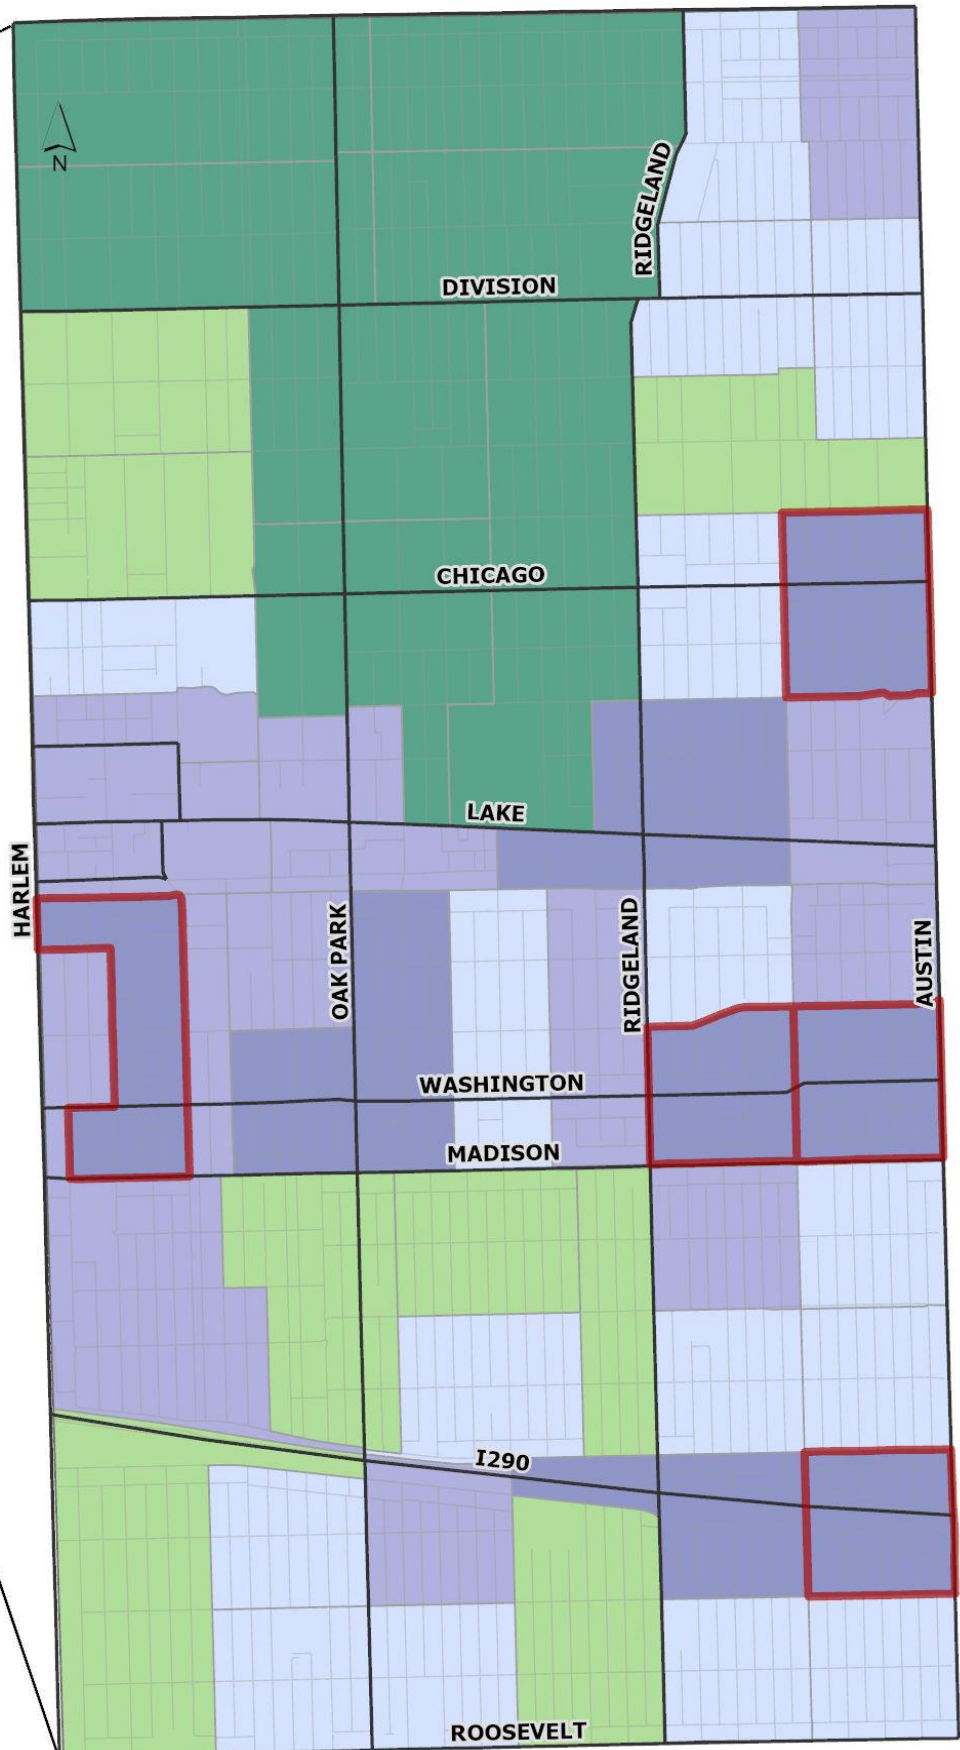 N
RIDGELAND
DIVISION
CHICAGO
LAKE
HARLEM
OAK PARK
RIDGELAND
AUSTIN
WASHINGTON
MADISON
I290
ROOSEVELT